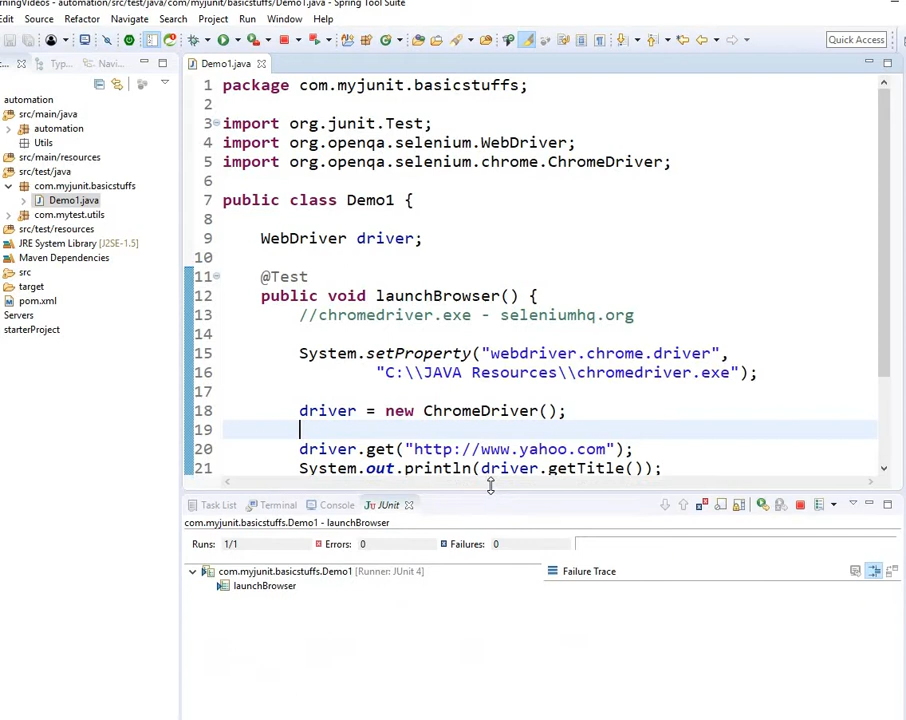 rningVideos - automation/src/test/java/com/myjunit/basicstuffs/Demo1.java - Spring Tool Suite
Edit Source Refactor Navigate Search Project Run Window Help
Quick Access
Typ... Navi...
Demo1.java
automation
src/main/java
automation
Utils
src/main/resources
src/test/java
com.myjunit.basicstuffs
Demo1.java
com.mytest.utils
src/test/resources
JRE System Library [J2SE-1.5]
Maven Dependencies
src
target
pom.xml
Servers
starterProject
1 package com.myjunit.basicstuffs;
2
3 import org.junit.Test;
4 import org.openqa.selenium.WebDriver;
5 import org.openqa.selenium.chrome.ChromeDriver;
6
7 public class Demo1 {
8
9 WebDriver driver;
10
11 @Test
12 public void launchBrowser() {
13 //chromedriver.exe - seleniumhq.org
14
15 System.setProperty("webdriver.chrome.driver",
16 "C:\\JAVA Resources\\chromedriver.exe");
17
18 driver = new ChromeDriver();
19
20 driver.get("http://www.yahoo.com");
21 System.out.println(driver.getTitle());
Task List Terminal Console JUnit
com.myjunit.basicstuffs.Demo1 - launchBrowser
Runs: 1/1 Errors: 0 Failures: 0
com.myjunit.basicstuffs.Demo1 [Runner: JUnit 4]
launchBrowser
Failure Trace